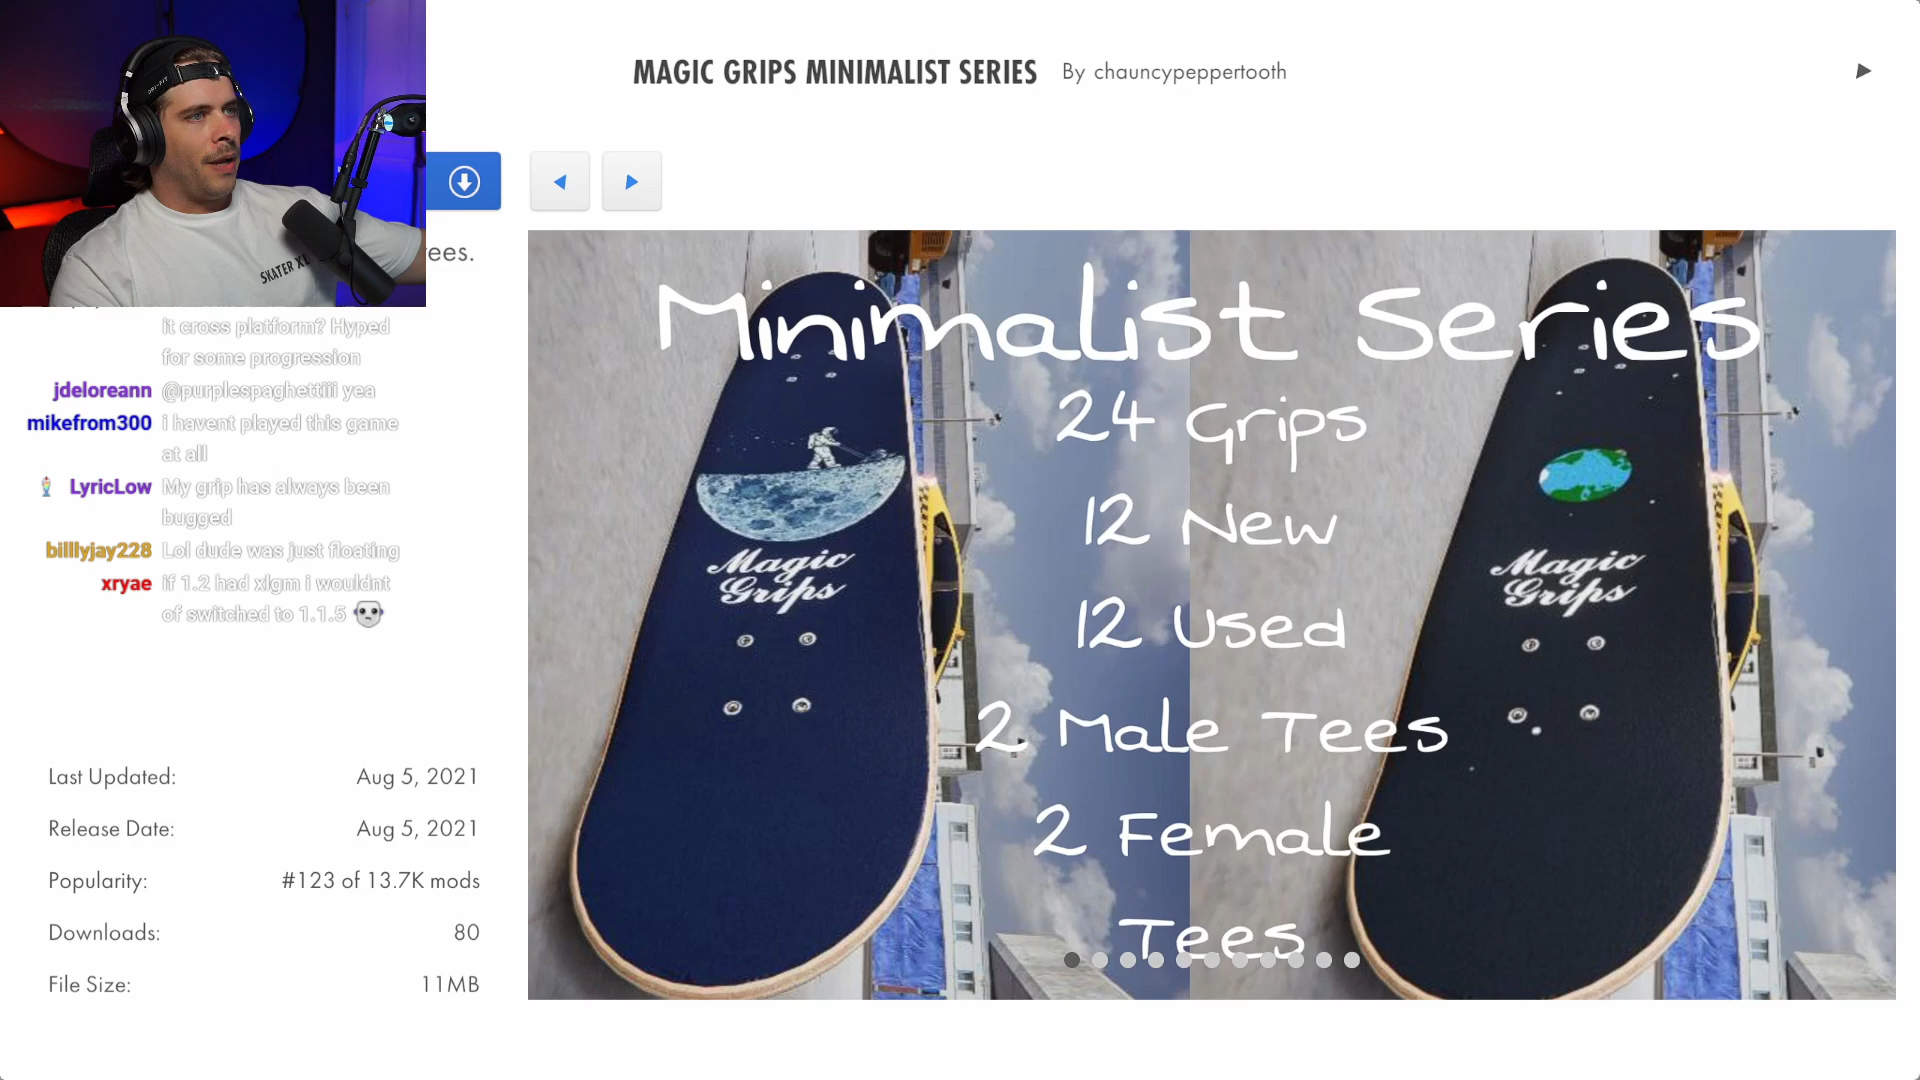 MAGIC GRIPS MINIMALIST SERIES By chauncypeppertooth
SKATER XL
ees.
it cross platform? Hyped
for some progression
jdeloreann @purplespaghettiii yea
mikefrom300 i havent played this game
at all
LyricLow My grip has always been
bugged
billlyjay228 Lol dude was just floating
xryae if 1.2 had xlgm i wouldnt
of switched to 1.1.5
Last Updated: Aug 5, 2021
Release Date: Aug 5, 2021
Popularity: #123 of 13.7K mods
Downloads: 80
File Size: 11MB
Minimalist Series
24 Grips
12 New
12 Used
2 Male Tees
2 Female
Tees
Magic
Grips
Magic
Grips